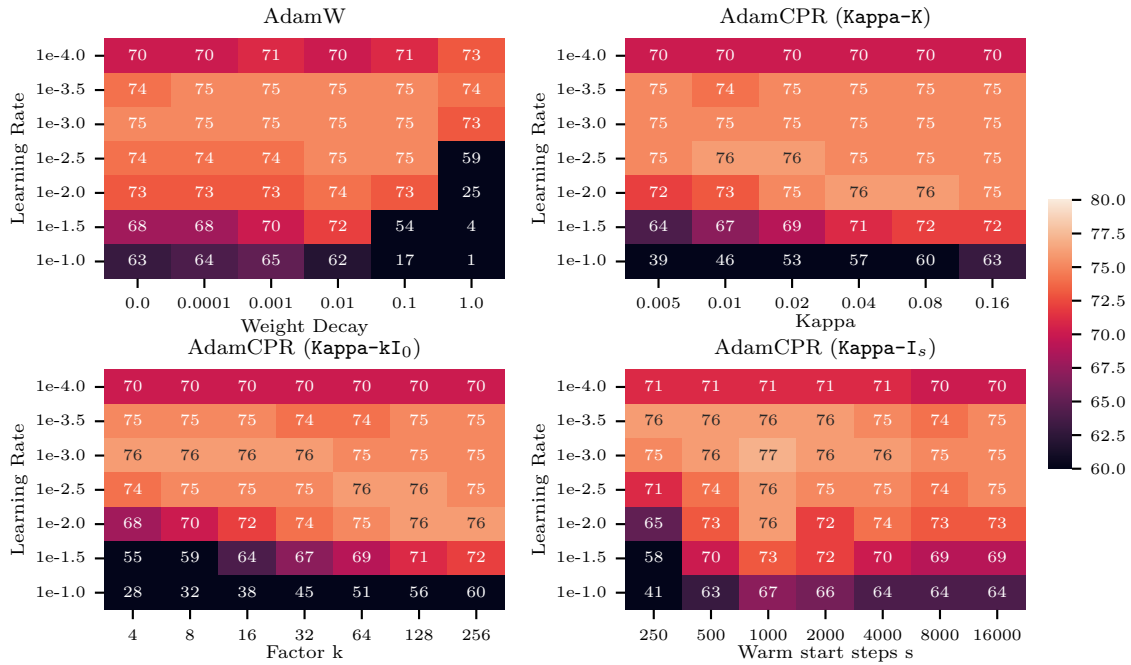 AdamW
Learning Rate
1e-4.0 70 70 71 70 71 73
1e-3.5 74 75 75 75 75 74
1e-3.0 75 75 75 75 75 73
1e-2.5 74 74 74 75 75 59
1e-2.0 73 73 73 74 73 25
1e-1.5 68 68 70 72 54 4
1e-1.0 63 64 65 62 17 1
0.0 0.0001 0.001 0.01 0.1 1.0
Weight Decay
AdamCPR (Kappa-K)
Learning Rate
1e-4.0 70 70 70 70 70 70
1e-3.5 75 74 75 75 75 75
1e-3.0 75 75 75 75 75 75
1e-2.5 75 76 76 75 75 75
1e-2.0 72 73 75 76 76 75
1e-1.5 64 67 69 71 72 72
1e-1.0 39 46 53 57 60 63
0.005 0.01 0.02 0.04 0.08 0.16
Kappa
AdamCPR (Kappa-kI₀)
Learning Rate
1e-4.0 70 70 70 70 70 70 70
1e-3.5 75 75 75 74 74 75 75
1e-3.0 76 76 76 76 75 75 75
1e-2.5 74 75 75 75 76 76 75
1e-2.0 68 70 72 74 75 76 76
1e-1.5 55 59 64 67 69 71 72
1e-1.0 28 32 38 45 51 56 60
4 8 16 32 64 128 256
Factor k
AdamCPR (Kappa-Iₛ)
Learning Rate
1e-4.0 71 71 71 71 71 70 70
1e-3.5 76 76 76 76 75 74 75
1e-3.0 75 76 77 76 76 75 75
1e-2.5 71 74 76 75 75 74 75
1e-2.0 65 73 76 72 74 73 73
1e-1.5 58 70 73 72 70 69 69
1e-1.0 41 63 67 66 64 64 64
250 500 1000 2000 4000 8000 16000
Warm start steps s
80.0
77.5
75.0
72.5
70.0
67.5
65.0
62.5
60.0